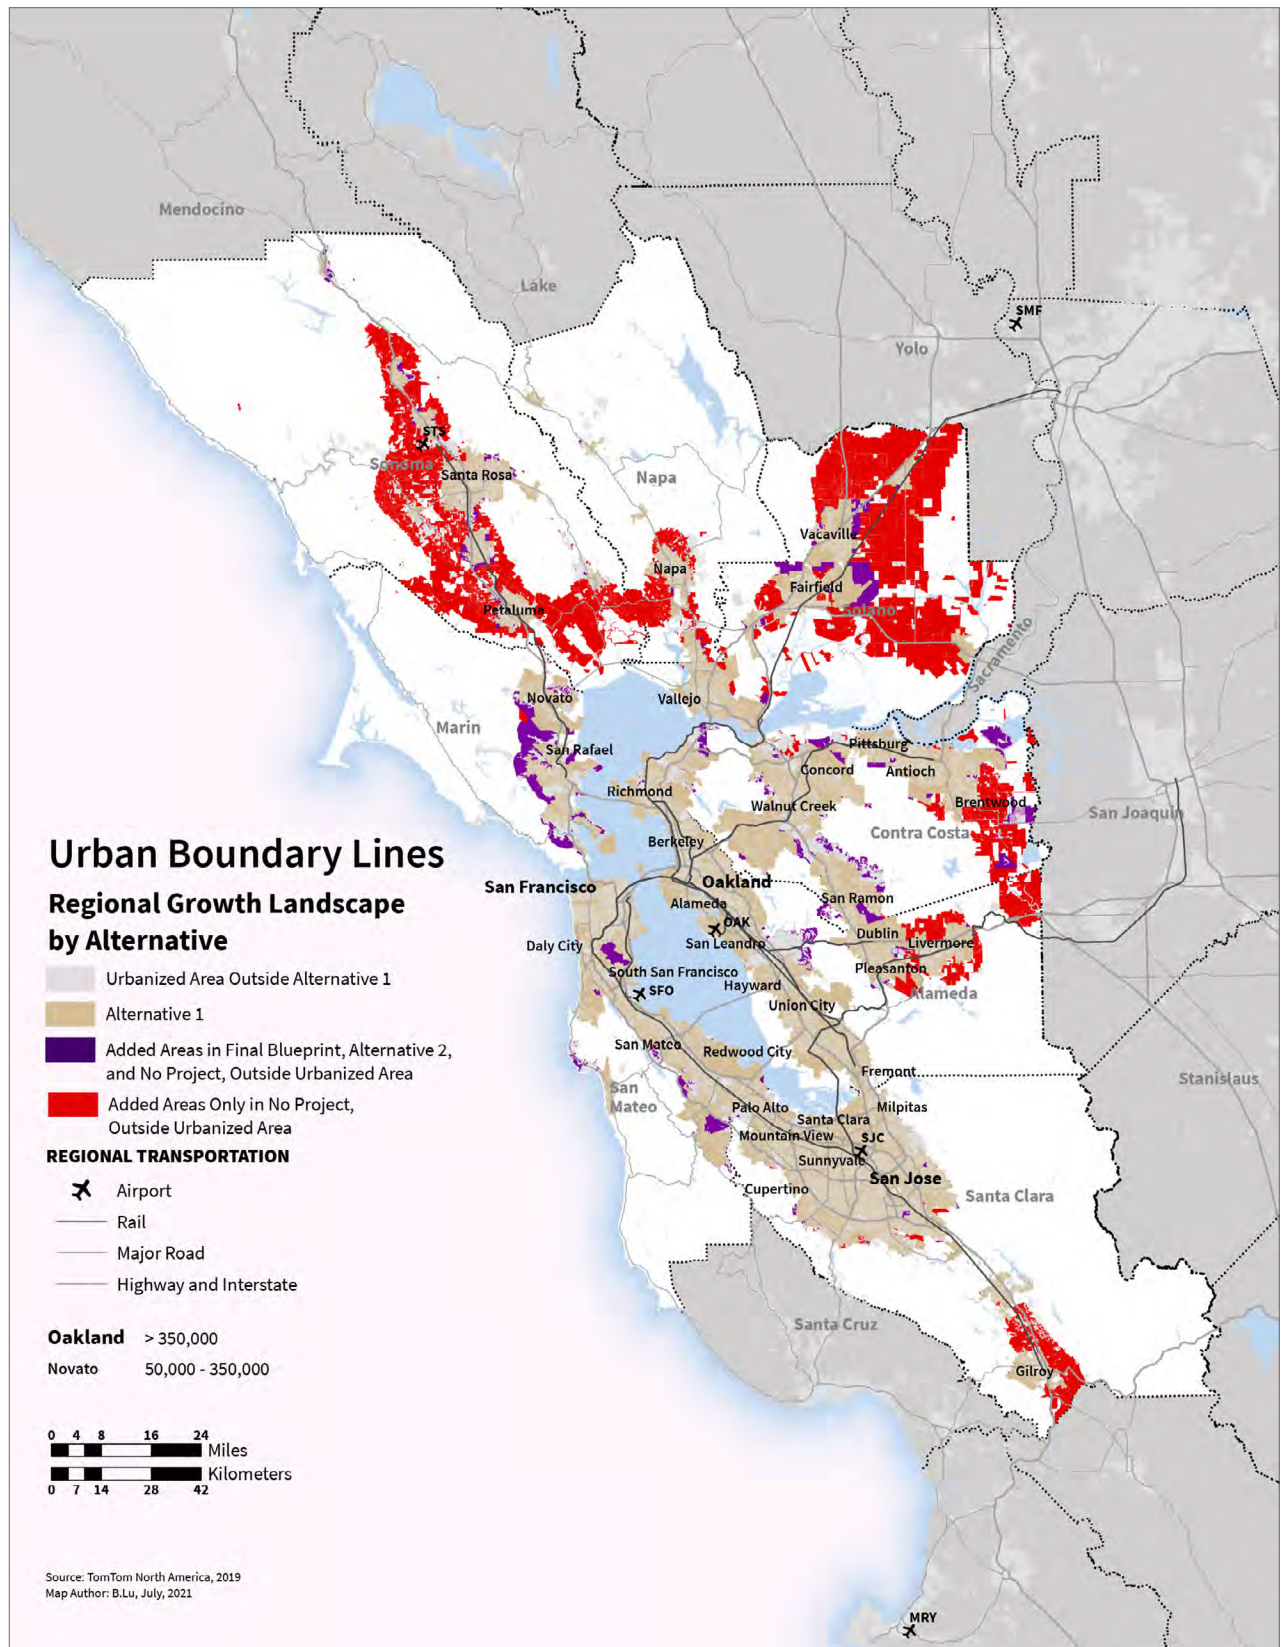 Mendocino
Lake
SMF
Yolo
STS
Sonoma
Santa Rosa
Napa
Vacaville
Napa
Fairfield
Solano
Petaluma
Sacramento
Novato
Vallejo
Marin
San Rafael
Pittsburg
Concord
Antioch
Richmond
Walnut Creek
Brentwood
San Joaquin
Contra Costa
Berkeley
Urban Boundary Lines
Regional Growth Landscape
by Alternative
San Francisco
Oakland
Alameda
San Ramon
OAK
Daly City
San Leandro
Dublin
Livermore
South San Francisco
Pleasanton
SFO
Hayward
Alameda
Union City
San Mateo
Redwood City
Fremont
Stanislaus
San
Mateo
Palo Alto
Santa Clara
Milpitas
Mountain View
SJC
Sunnyvale
San Jose
Cupertino
Santa Clara
Santa Cruz
Gilroy
MRY
Urbanized Area Outside Alternative 1
Alternative 1
Added Areas in Final Blueprint, Alternative 2,
and No Project, Outside Urbanized Area
Added Areas Only in No Project,
Outside Urbanized Area
REGIONAL TRANSPORTATION
Airport
Rail
Major Road
Highway and Interstate
Oakland > 350,000
Novato 50,000 - 350,000
0 4 8 16 24
Miles
Kilometers
0 7 14 28 42
Source: TomTom North America, 2019
Map Author: B.Lu, July, 2021